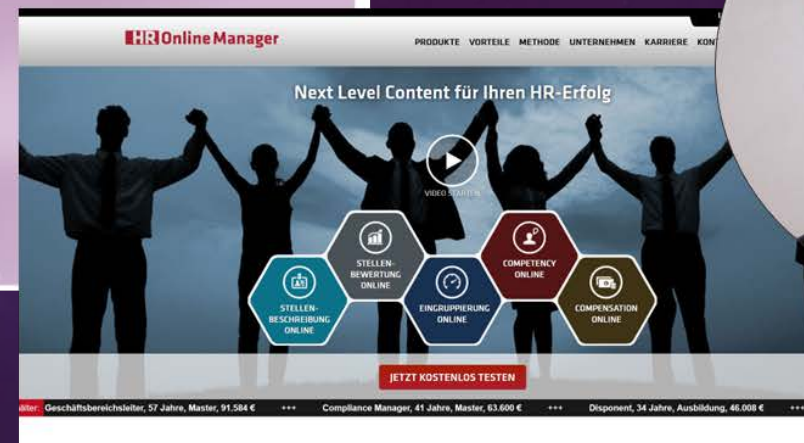 HR Online Manager
PRODUKTE VORTEILE METHODE UNTERNEHMEN KARRIERE
Next Level Content für Ihren HR-Erfolg
VIDEO STARTEN
STELLEN-
BEWERTUNG
ONLINE
COMPETENCY
ONLINE
STELLEN-
BESCHREIBUNG
ONLINE
EINGRUPPIERUNG
ONLINE
COMPENSATION
ONLINE
JETZT KOSTENLOS TESTEN
Geschäftsbereichsleiter, 57 Jahre, Master, 91.584 € +++ Compliance Manager, 41 Jahre, Master, 63.600 € +++ Disponent, 34 Jahre, Ausbildung, 46.008 € +++